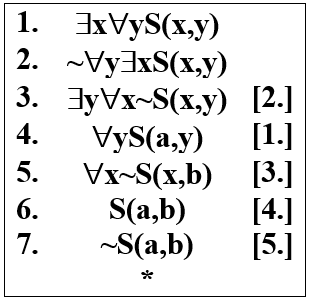 1. ∃x∀yS(x,y)
2. ~∀y∃xS(x,y)
3. ∃y∀x~S(x,y) [2.]
4. ∀yS(a,y) [1.]
5. ∀x~S(x,b) [3.]
6. S(a,b) [4.]
7. ~S(a,b) [5.]
*